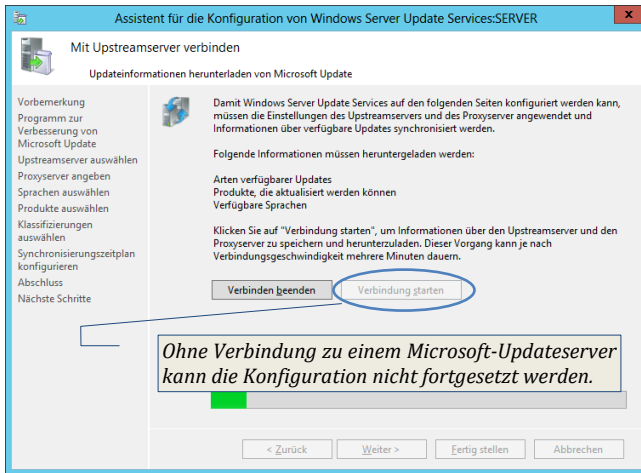 Assistent für die Konfiguration von Windows Server Update Services:SERVER
x
Mit Upstreamserver verbinden
Updateinformationen herunterladen von Microsoft Update
Vorbemerkung
Programm zur
Verbesserung von
Microsoft Update
Upstreamserver auswählen
Proxyserver angeben
Sprachen auswählen
Produkte auswählen
Klassifizierungen
auswählen
Synchronisierungszeitplan
konfigurieren
Abschluss
Nächste Schritte
Damit Windows Server Update Services auf den folgenden Seiten konfiguriert werden kann,
müssen die Einstellungen des Upstreamservers und des Proxyserver angewendet und
Informationen über verfügbare Updates synchronisiert werden.
Folgende Informationen müssen heruntergeladen werden:
Arten verfügbarer Updates
Produkte, die aktualisiert werden können
Verfügbare Sprachen
Klicken Sie auf "Verbindung starten", um Informationen über den Upstreamserver und den
Proxyserver zu speichern und herunterzuladen. Dieser Vorgang kann je nach
Verbindungsgeschwindigkeit mehrere Minuten dauern.
Verbinden beenden Verbindung starten
Ohne Verbindung zu einem Microsoft-Updateserver
kann die Konfiguration nicht fortgesetzt werden.
< Zurück Weiter > Fertig stellen Abbrechen